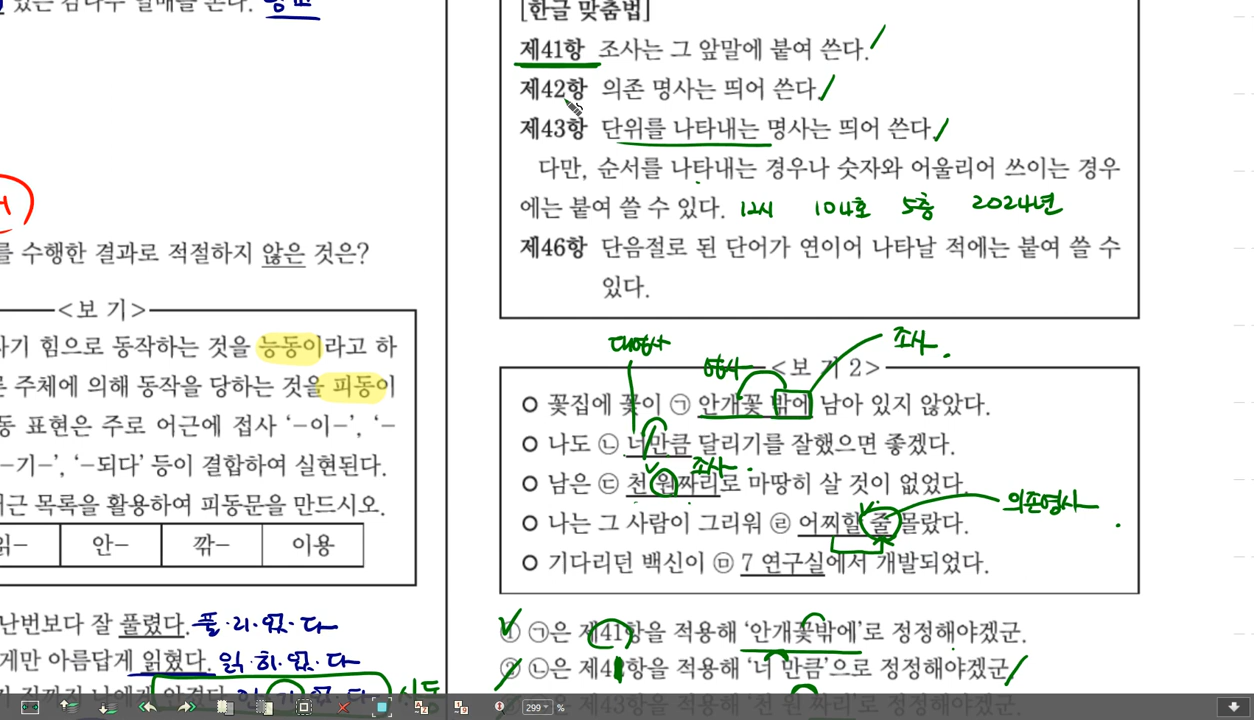 있는 감나무 열매를 본다.
를 수행한 결과로 적절하지 않은 것은?
<보 기>
자기 힘으로 동작하는 것을 능동이라고 하
른 주체에 의해 동작을 당하는 것을 피동이
동 표현은 주로 어근에 접사 ‘-이-’, ‘-
-기-’, ‘-되다’ 등이 결합하여 실현된다.
어근 목록을 활용하여 피동문을 만드시오.
읽- 안- 깎- 이용
난번보다 잘 풀렸다. 풀·리·었·다
게만 아름답게 읽혔다. 읽·히·었·다
[한글 맞춤법]
제41항 조사는 그 앞말에 붙여 쓴다.
제42항 의존 명사는 띄어 쓴다.
제43항 단위를 나타내는 명사는 띄어 쓴다.
다만, 순서를 나타내는 경우나 숫자와 어울리어 쓰이는 경우
에는 붙여 쓸 수 있다. 12시 104호 5층 2024년
제46항 단음절로 된 단어가 연이어 나타날 적에는 붙여 쓸 수
있다.
대명사 조사
명사 <보 기 2>
꽃집에 꽃이 ㉠ 안개꽃 밖에 남아 있지 않았다.
나도 ㉡ 너만큼 달리기를 잘했으면 좋겠다.
조사
남은 ㉢ 천 원짜리로 마땅히 살 것이 없었다.
의존명사
나는 그 사람이 그리워 ㉣ 어찌할 줄 몰랐다.
기다리던 백신이 ㉤ 7 연구실에서 개발되었다.
① ㉠은 제41항을 적용해 ‘안개꽃밖에’로 정정해야겠군.
② ㉡은 제41항을 적용해 ‘너 만큼’으로 정정해야겠군.
299 %